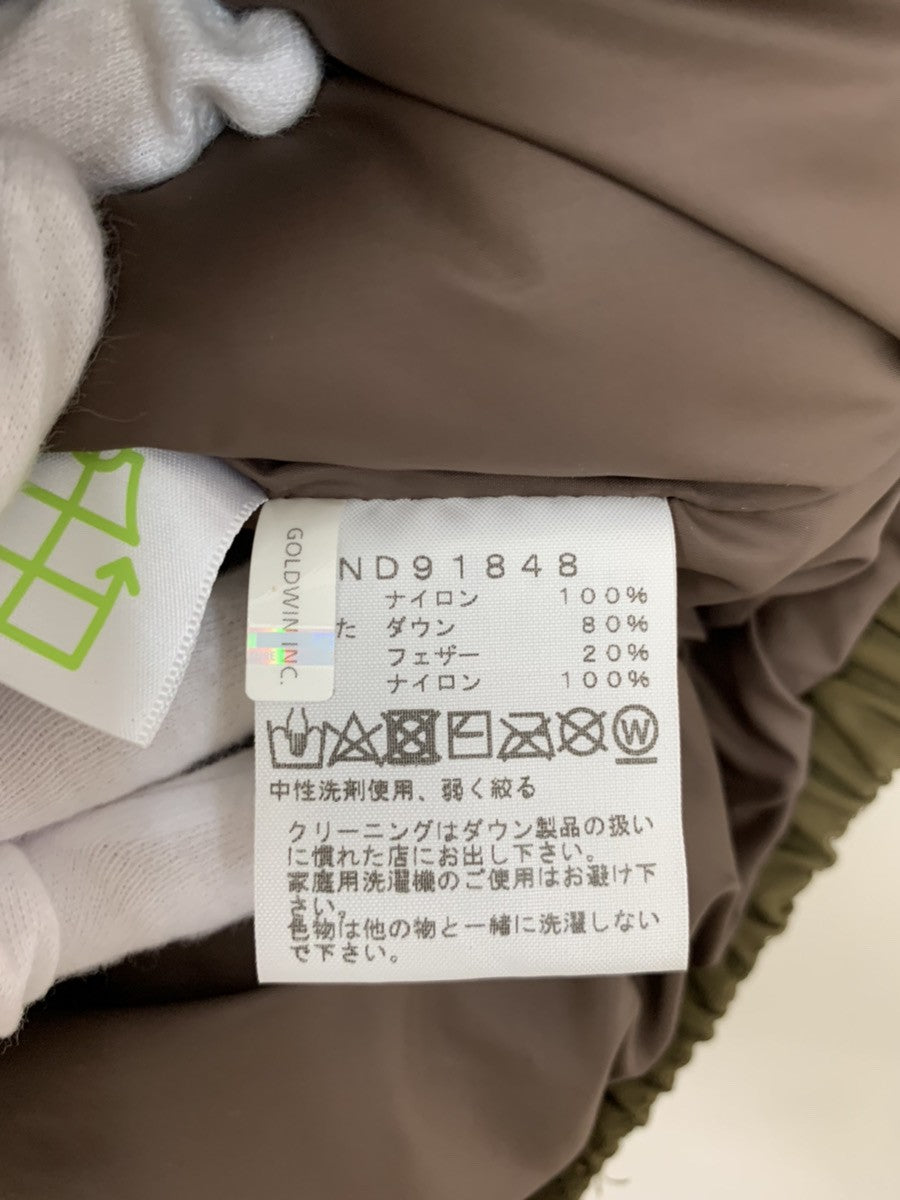 GOLDWIN INC.
ND91848
ナイロン 100%
た ダウン 80%
フェザー 20%
ナイロン 100%
W
中性洗剤使用、弱く絞る
クリーニングはダウン製品の扱い
に慣れた店にお出し下さい。
家庭用洗濯機のご使用はお避け下
さい。
色物は他の物と一緒に洗濯しない
で下さい。